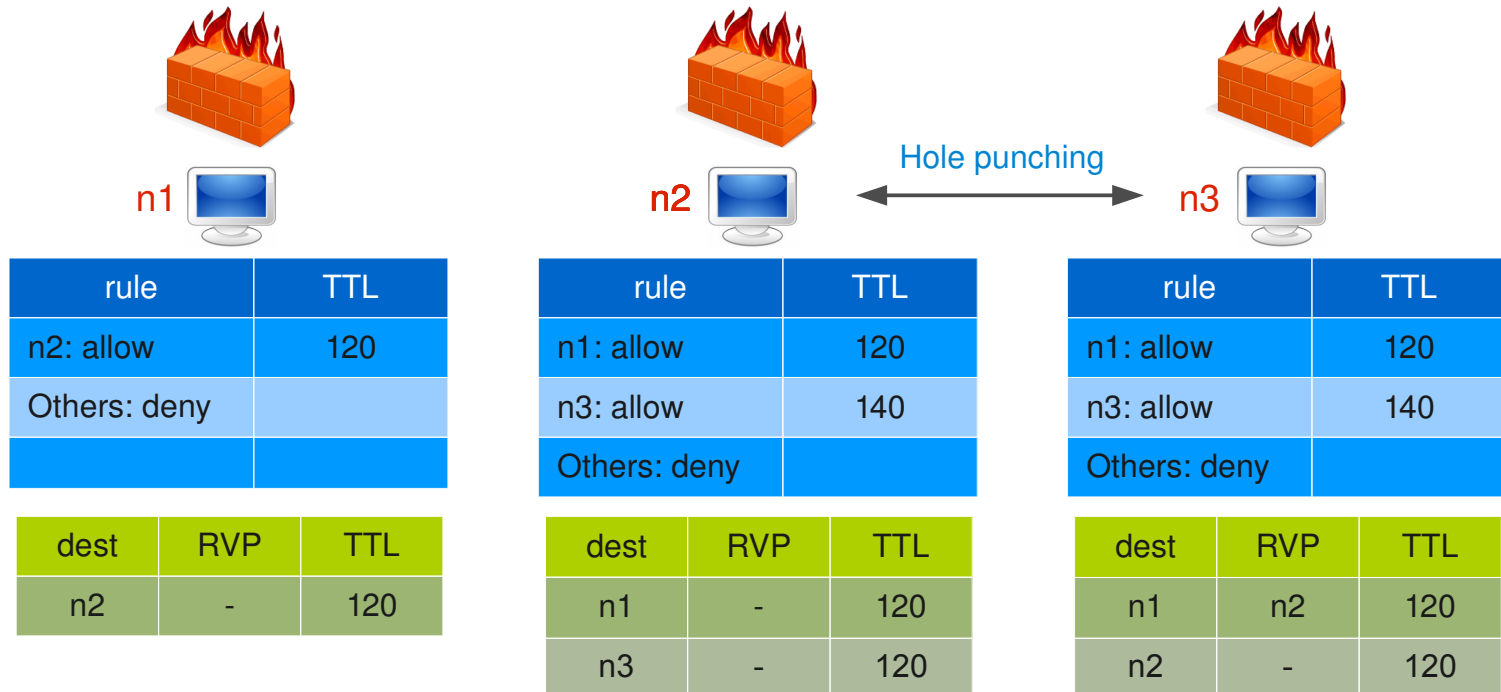 Hole punching
n1
n2
n3
rule TTL
n2: allow 120
Others: deny
rule TTL
n1: allow 120
n3: allow 140
Others: deny
rule TTL
n1: allow 120
n3: allow 140
Others: deny
dest RVP TTL
n2 - 120
dest RVP TTL
n1 - 120
n3 - 120
dest RVP TTL
n1 n2 120
n2 - 120